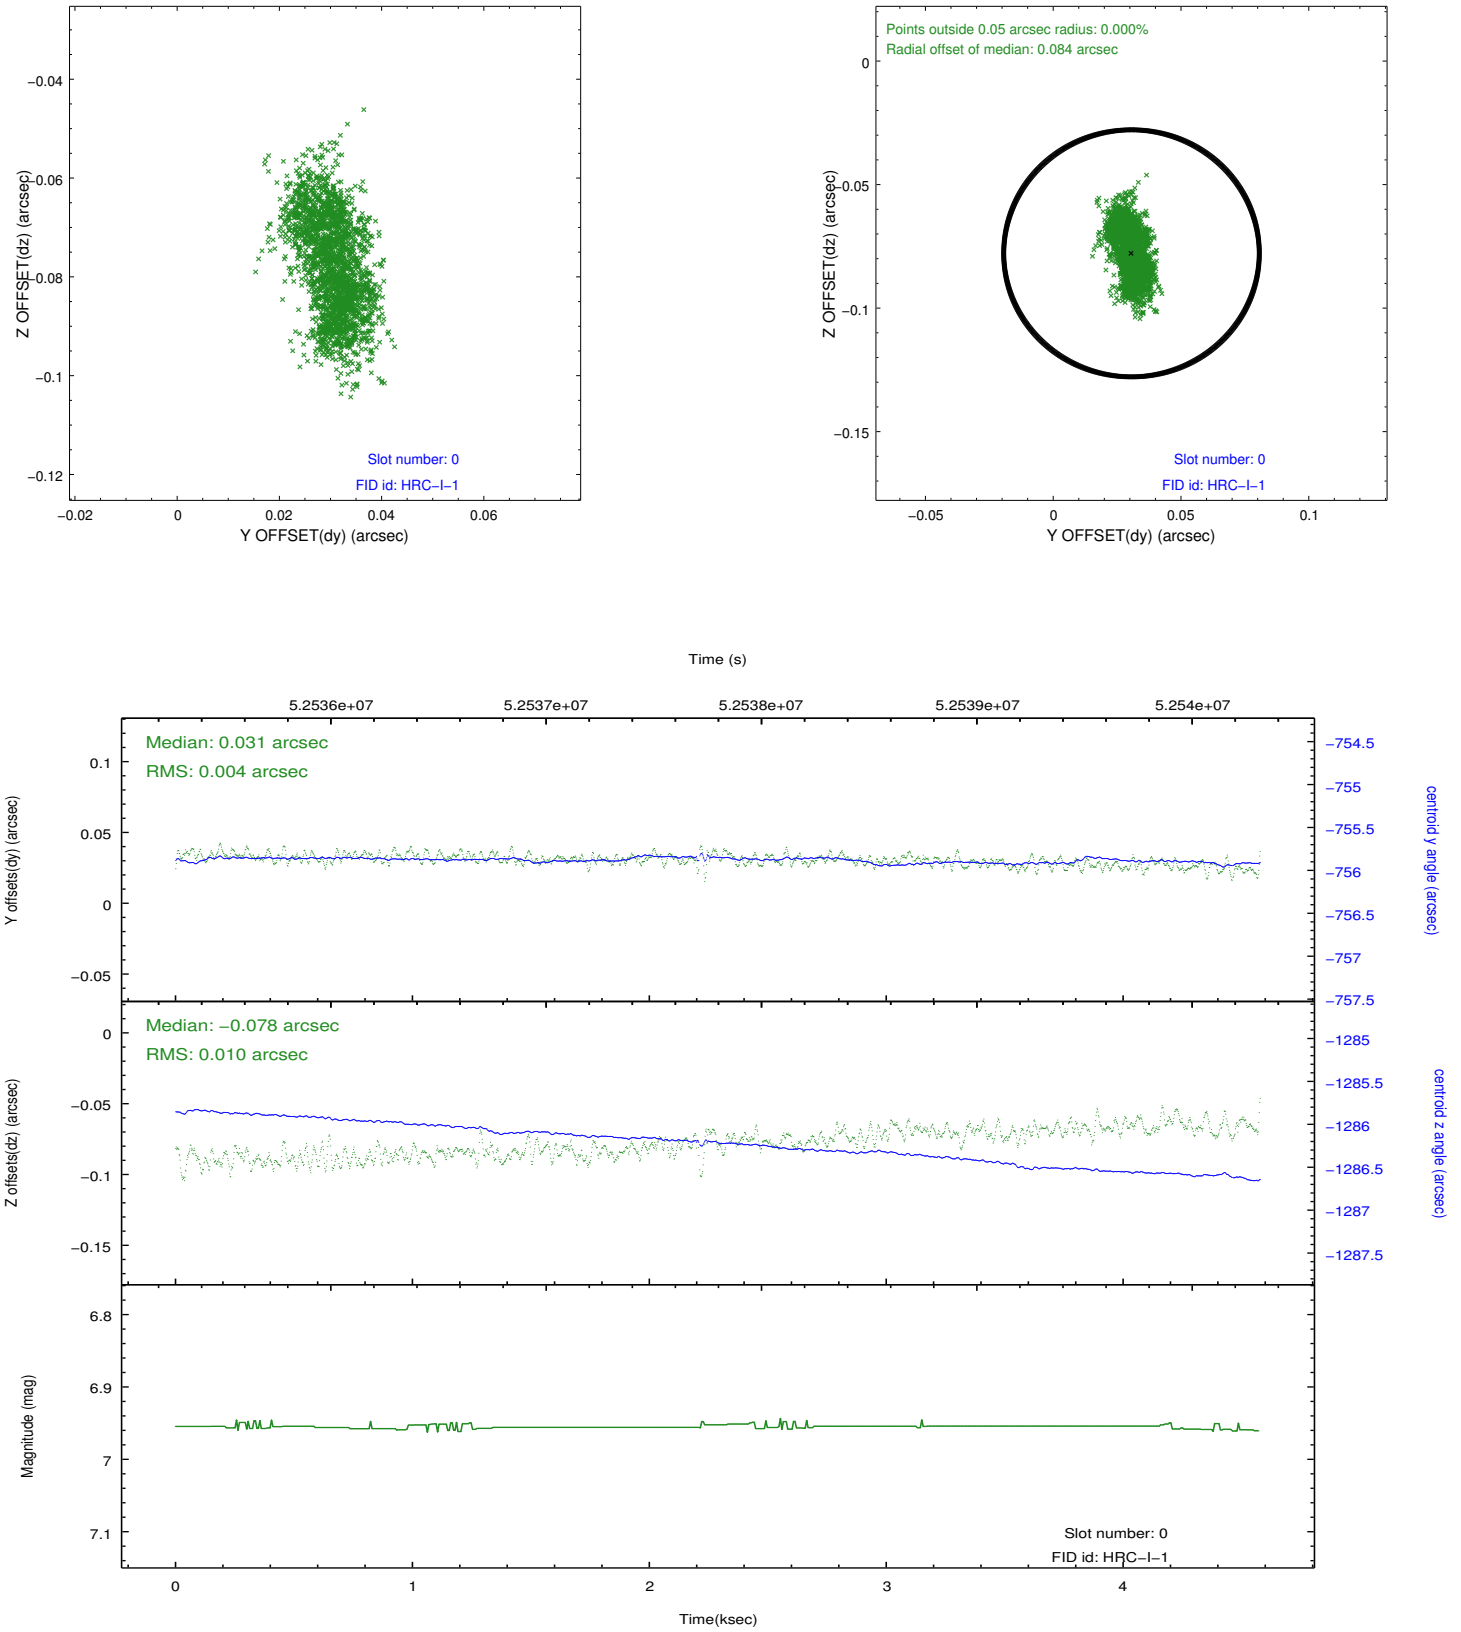 −0.04
−0.06
−0.08
−0.1
−0.12
Z OFFSET(dz) (arcsec)
Slot number: 0
FID id: HRC−I−1
−0.02
0
0.02
0.04
0.06
Y OFFSET(dy) (arcsec)
Points outside 0.05 arcsec radius: 0.000%
Radial offset of median: 0.084 arcsec
0
−0.05
−0.1
−0.15
Z OFFSET(dz) (arcsec)
Slot number: 0
FID id: HRC−I−1
−0.05
0
0.05
0.1
Y OFFSET(dy) (arcsec)
Time (s)
5.2536e+07
5.2537e+07
5.2538e+07
5.2539e+07
5.254e+07
Median: 0.031 arcsec
RMS: 0.004 arcsec
0.1
0.05
0
−0.05
Y offsets(dy) (arcsec)
−754.5
−755
−755.5
−756
−756.5
−757
−757.5
centroid y angle (arcsec)
Median: −0.078 arcsec
RMS: 0.010 arcsec
0
−0.05
−0.1
−0.15
Z offsets(dz) (arcsec)
−1285
−1285.5
−1286
−1286.5
−1287
−1287.5
centroid z angle (arcsec)
6.8
6.9
7
7.1
Magnitude (mag)
Slot number: 0
FID id: HRC−I−1
0
1
2
3
4
Time(ksec)